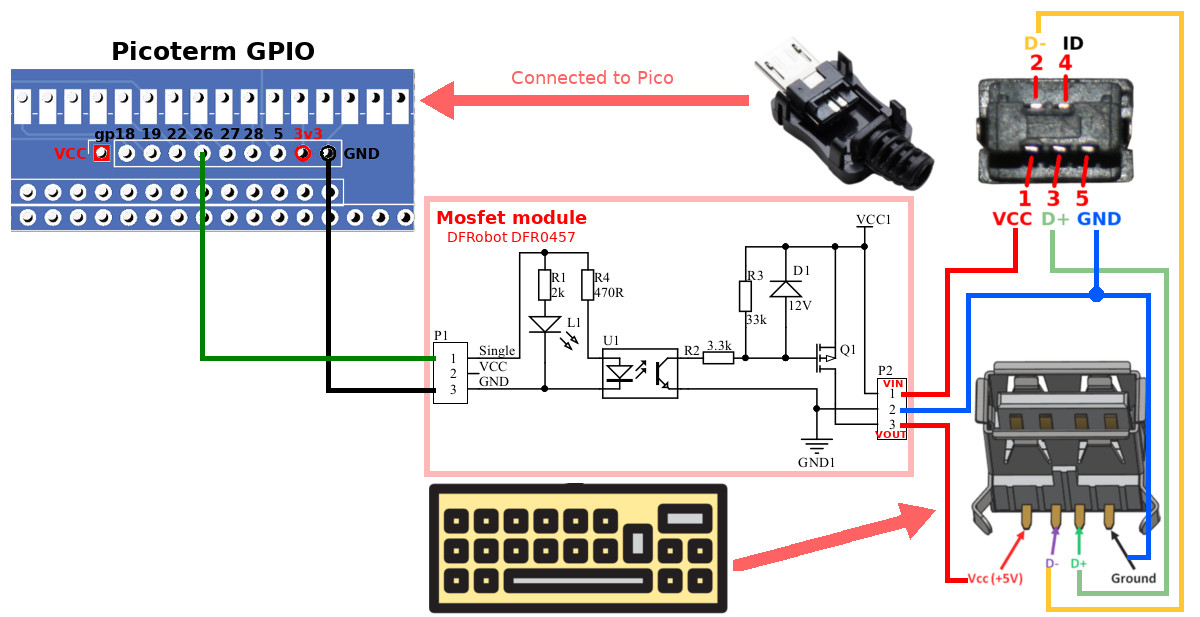 Picoterm GPIO
Connected to Pico
D- ID
2 4
gp18 19 22 26 27 28 5 3v3
VCC
GND
1 3 5
VCC D+ GND
Mosfet module
DFRobot DFR0457
VCC1
R1
2k
R4
470R
L1
R3
33k
D1
12V
P1
1
2
3
Single
VCC
GND
U1
R2
3.3k
Q1
P2
VIN
1
2
3
VOUT
GND1
D- D+
Vcc (+5V)
Ground